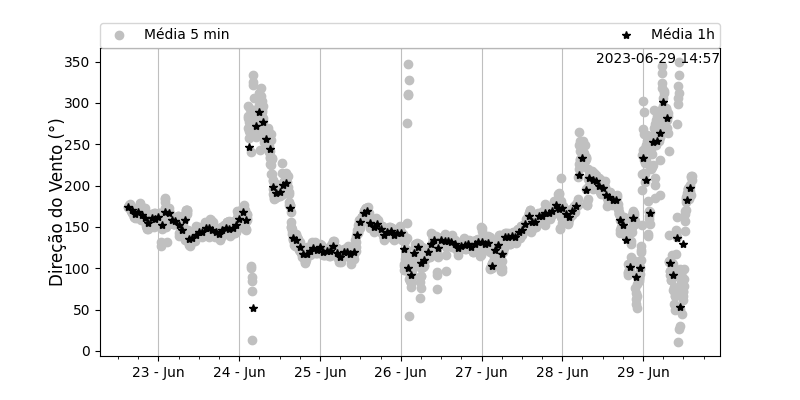 Média 5 min
Média 1h
2023-06-29 14:57
Direção do Vento (°)
350
300
250
200
150
100
50
0
23 - Jun
24 - Jun
25 - Jun
26 - Jun
27 - Jun
28 - Jun
29 - Jun